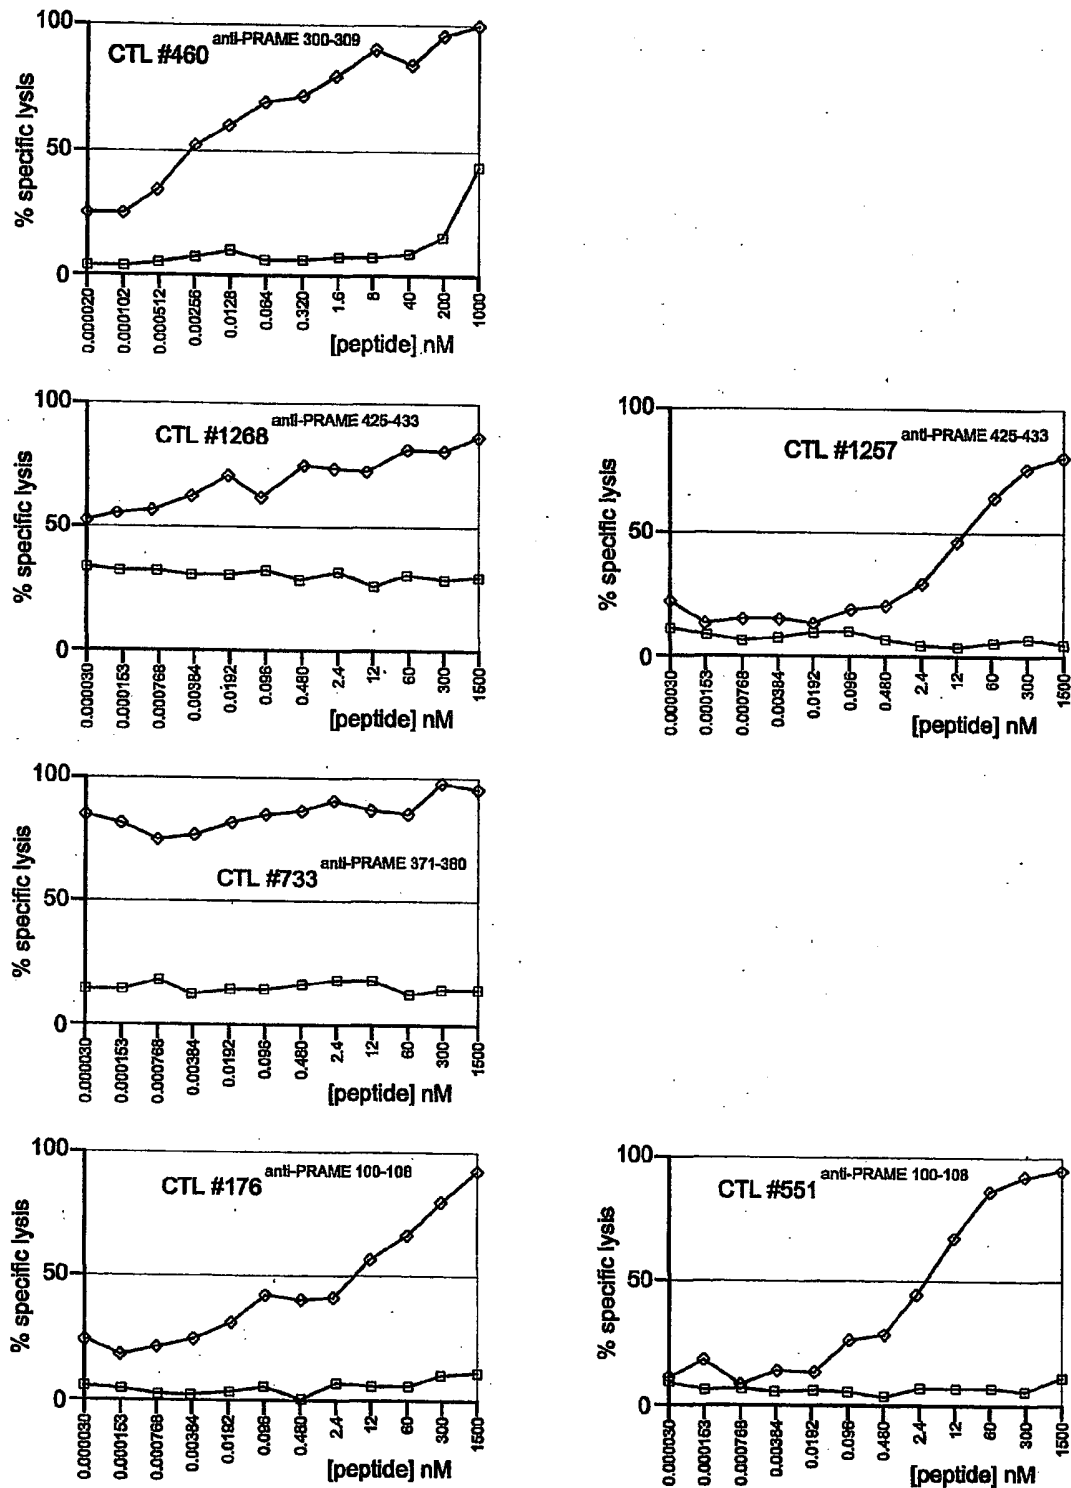 100
CTL #460 anti-PRAME 300-309
% specific lysis
50
0
0.000020 0.000102 0.000512 0.00256 0.0128 0.064 0.320 1.6 8 40 200 1000
[peptide] nM
100
CTL #1268 anti-PRAME 425-433
% specific lysis
50
0
0.000030 0.000153 0.000768 0.00384 0.0192 0.096 0.480 2.4 12 60 300 1500
[peptide] nM
100
CTL #1257 anti-PRAME 425-433
% specific lysis
50
0
0.000030 0.000153 0.000768 0.00384 0.0192 0.096 0.480 2.4 12 60 300 1500
[peptide] nM
100
CTL #733 anti-PRAME 371-380
% specific lysis
50
0
0.000030 0.000153 0.000768 0.00384 0.0192 0.096 0.480 2.4 12 60 300 1500
[peptide] nM
100
CTL #176 anti-PRAME 100-108
% specific lysis
50
0
0.000030 0.000153 0.000768 0.00384 0.0192 0.096 0.480 2.4 12 60 300 1500
[peptide] nM
100
CTL #551 anti-PRAME 100-108
% specific lysis
50
0
0.000030 0.000153 0.000768 0.00384 0.0192 0.096 0.480 2.4 12 60 300 1500
[peptide] nM